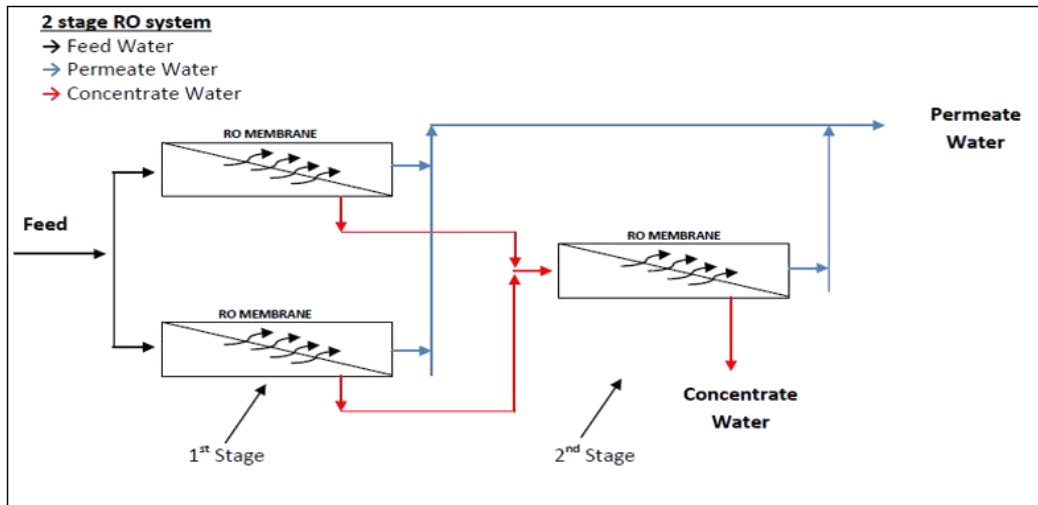 2 stage RO system
→ Feed Water
→ Permeate Water
→ Concentrate Water
RO MEMBRANE
Permeate
Water
Feed
RO MEMBRANE
RO MEMBRANE
Concentrate
Water
1st Stage
2nd Stage